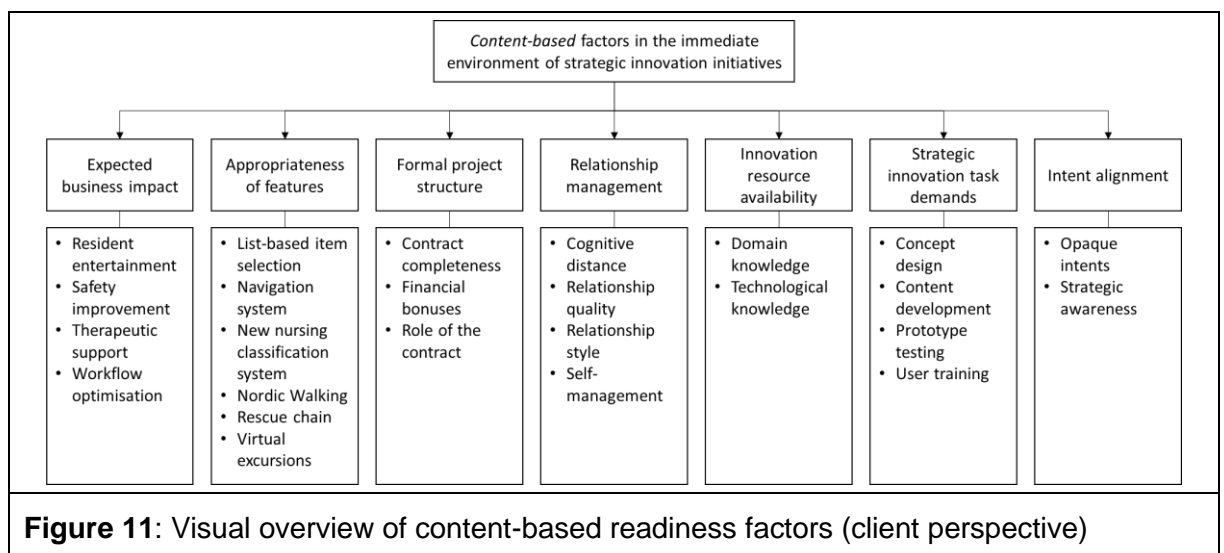 Content-based factors in the immediate
environment of strategic innovation initiatives
Expected
business impact
Appropriateness
of features
Formal project
structure
Relationship
management
Innovation
resource
availability
Strategic
innovation task
demands
Intent alignment
• Resident
entertainment
• Safety
improvement
• Therapeutic
support
• Workflow
optimisation
• List-based item
selection
• Navigation
system
• New nursing
classification
system
• Nordic Walking
• Rescue chain
• Virtual
excursions
• Contract
completeness
• Financial
bonuses
• Role of the
contract
• Cognitive
distance
• Relationship
quality
• Relationship
style
• Self-
management
• Domain
knowledge
• Technological
knowledge
• Concept
design
• Content
development
• Prototype
testing
• User training
• Opaque
intents
• Strategic
awareness
Figure 11: Visual overview of content-based readiness factors (client perspective)